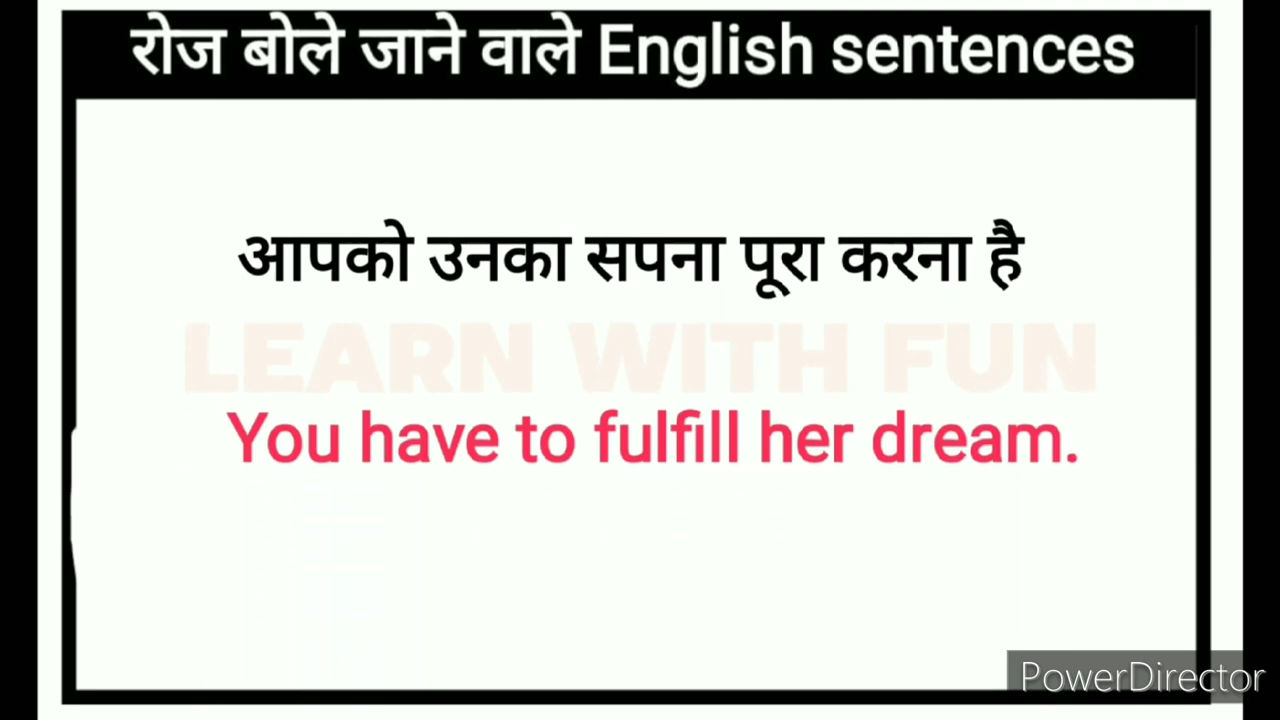 रोज बोले जाने वाले English sentences
आपको उनका सपना पूरा करना है
LEARN WITH FUN
You have to fulfill her dream.
PowerDirector